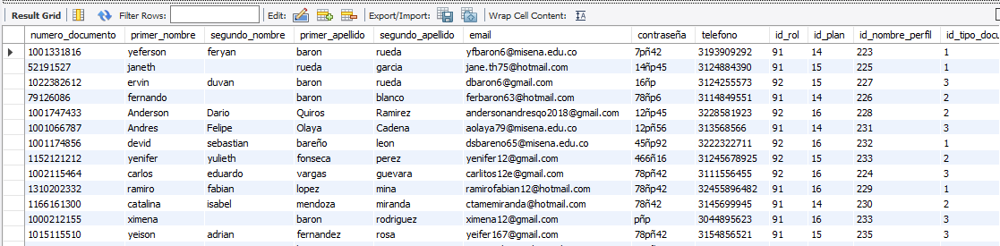 Result Grid Filter Rows: Edit: Export/Import: Wrap Cell Content: IA
numero_documento primer_nombre segundo_nombre primer_apellido segundo_apellido email contraseña telefono id_rol id_plan id_nombre_perfil id_tipo_docu
1001331816 yeferson feryan baron rueda yfbaron6@misena.edu.co 7pñ42 3193909292 91 14 223 1
52191527 janeth rueda garcia jane.th75@hotmail.com 14ñp45 3124884390 91 15 225 1
1022382612 ervin duvan baron rueda dbaron6@gmail.com 16ñp 3124255573 92 15 227 3
79126086 fernando baron blanco ferbaron63@hotmail.com 78ñp6 3114849551 91 14 226 2
1001747433 Anderson Dario Quiros Ramirez andersonandresqo2018@gmail.com 12ñp45 3228581923 92 16 228 2
1001066787 Andres Felipe Olaya Cadena aolaya79@misena.edu.co 12pñ56 313568566 91 14 231 3
1001174856 devid sebastian bareño leon dsbareno65@misena.edu.co 45ñp92 3222322711 92 16 232 1
1152121212 yenifer yulieth fonseca perez yenifer12@gmail.com 466ñ16 31245678925 92 15 233 2
1002115464 carlos eduardo vargas guevara carlitos12e@gmail.com 78pñ42 3111556455 92 16 224 3
1310202332 ramiro fabian lopez mina ramirofabian12@hotmail.com 78ñp42 32455896482 91 16 229 1
1166161300 catalina isabel mendoza miranda ctamemiranda@hotmail.com 78ñp42 3145699945 91 14 230 2
1000212155 ximena baron rodriguez ximena12@gmail.com pñp 3044895623 91 16 233 3
1015115510 yeison adrian fernandez rosa yeifer167@gmail.com 78pñ42 3154856521 91 15 235 3